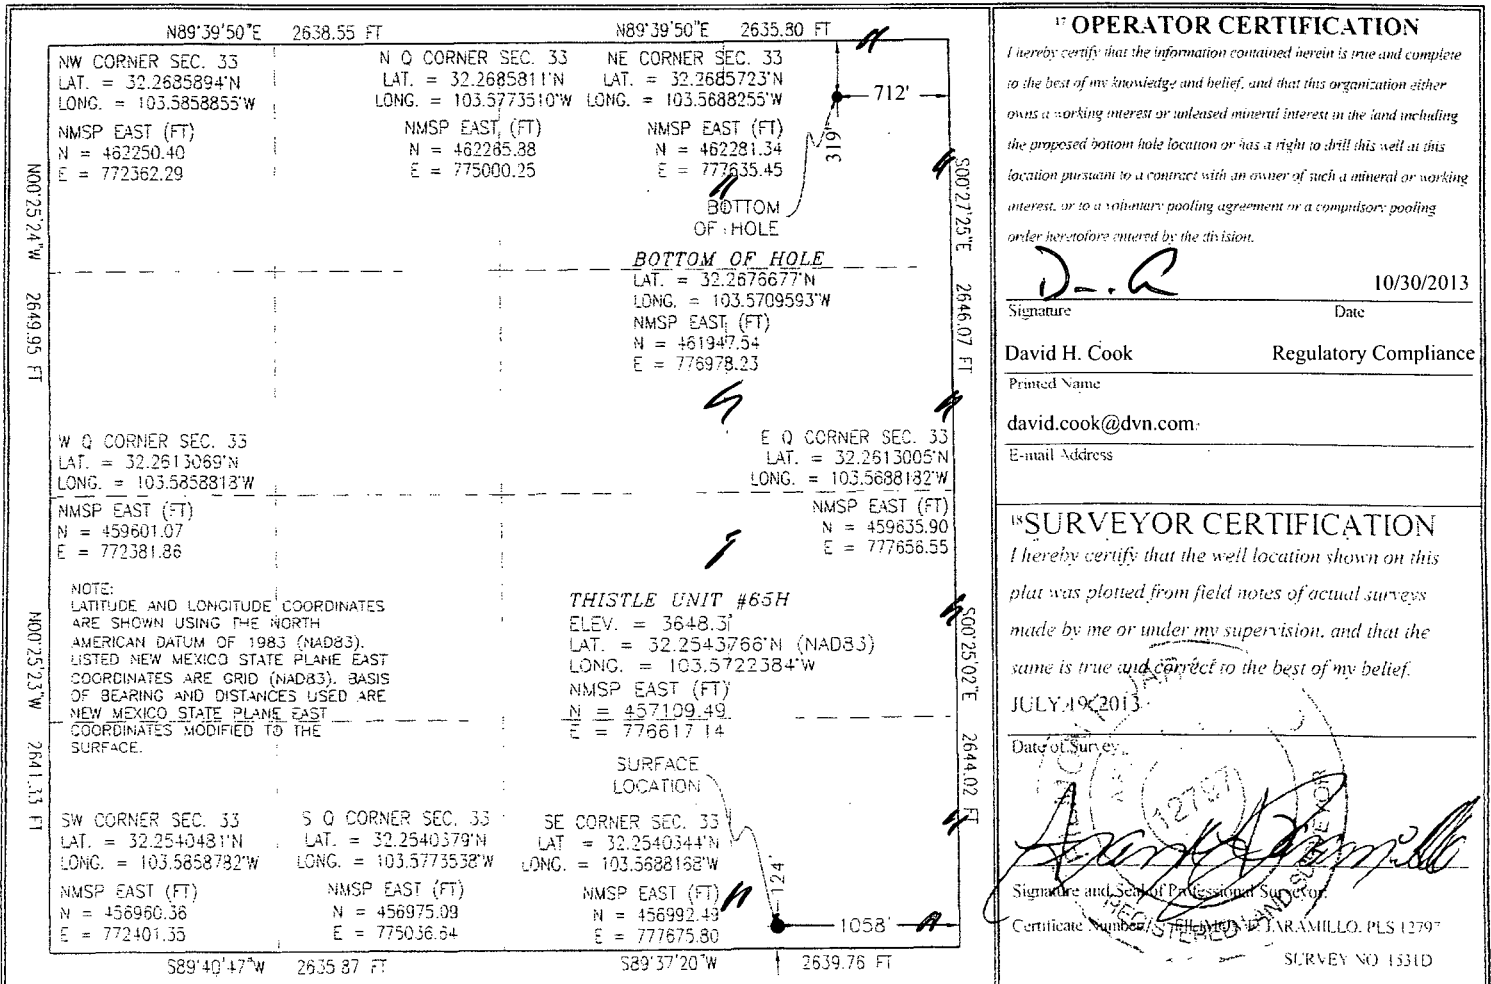 N89°39'50"E 2638.55 FT
N89°39'50"E 2635.80 FT
NW CORNER SEC. 33
LAT. = 32.2685894°N
LONG. = 103.5858855°W
NMSP EAST (FT)
N = 462250.40
E = 772362.29
N Q CORNER SEC. 33
LAT. = 32.2685811°N
LONG. = 103.5773510°W
NMSP EAST (FT)
N = 462265.88
E = 775000.25
NE CORNER SEC. 33
LAT. = 32.2685723°N
LONG. = 103.5688255°W
NMSP EAST (FT)
N = 462281.34
E = 777635.45
712'
319'
BOTTOM
OF HOLE
BOTTOM OF HOLE
LAT. = 32.2676677°N
LONG. = 103.5709593°W
NMSP EAST (FT)
N = 461947.54
E = 776978.23
N00°25'24"W 2649.95 FT
S00°27'25"E 2646.07 FT
W Q CORNER SEC. 33
LAT. = 32.2613069°N
LONG. = 103.5858818°W
NMSP EAST (FT)
N = 459601.07
E = 772381.86
E Q CORNER SEC. 33
LAT. = 32.2613005°N
LONG. = 103.5688182°W
NMSP EAST (FT)
N = 459635.90
E = 777656.55
NOTE:
LATITUDE AND LONGITUDE COORDINATES
ARE SHOWN USING THE NORTH
AMERICAN DATUM OF 1983 (NAD83).
LISTED NEW MEXICO STATE PLANE EAST
COORDINATES ARE GRID (NAD83). BASIS
OF BEARING AND DISTANCES USED ARE
NEW MEXICO STATE PLANE EAST
COORDINATES MODIFIED TO THE
SURFACE.
THISTLE UNIT #65H
ELEV. = 3648.3'
LAT. = 32.2543766°N (NAD83)
LONG. = 103.5722384°W
NMSP EAST (FT)
N = 457109.49
E = 776617.14
SURFACE
LOCATION
N00°25'23"W 2641.33 FT
S00°25'02"E 2644.02 FT
SW CORNER SEC. 33
LAT. = 32.2540481°N
LONG. = 103.5858782°W
NMSP EAST (FT)
N = 456960.36
E = 772401.35
S Q CORNER SEC. 33
LAT. = 32.2540379°N
LONG. = 103.5773538°W
NMSP EAST (FT)
N = 456975.09
E = 775036.64
SE CORNER SEC. 33
LAT = 32.2540344°N
LONG. = 103.5688168°W
NMSP EAST (FT)
N = 456992.49
E = 777675.80
124'
1058'
S89°40'47"W 2635.87 FT
S89°37'20"W 2639.76 FT
17 OPERATOR CERTIFICATION
I hereby certify that the information contained herein is true and complete
to the best of my knowledge and belief, and that this organization either
owns a working interest or unleased mineral interest in the land including
the proposed bottom hole location or has a right to drill this well at this
location pursuant to a contract with an owner of such a mineral or working
interest, or to a voluntary pooling agreement or a compulsory pooling
order heretofore entered by the division.
10/30/2013
Signature Date
David H. Cook Regulatory Compliance
Printed Name
david.cook@dvn.com
E-mail Address
18 SURVEYOR CERTIFICATION
I hereby certify that the well location shown on this
plat was plotted from field notes of actual surveys
made by me or under my supervision, and that the
same is true and correct to the best of my belief.
JULY 19, 2013
Date of Survey
12797
Signature and Seal of Professional Surveyor:
Certificate Number: FILIMON F. JARAMILLO, PLS 12797
SURVEY NO. 1531D